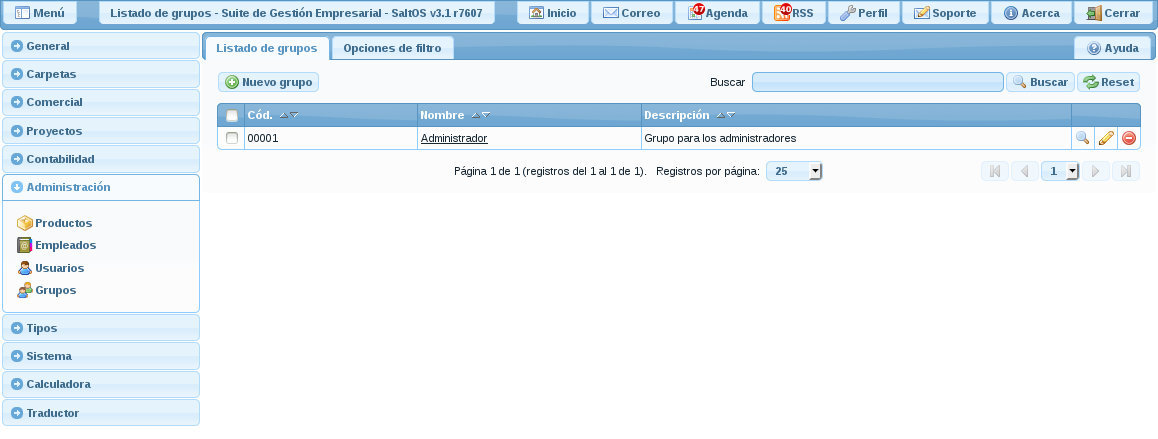 Menú Listado de grupos - Suite de Gestión Empresarial - SaltOS v3.1 r7607 Inicio Correo 47 Agenda 40 RSS Perfil Soporte Acerca Cerrar
General
Carpetas
Comercial
Proyectos
Contabilidad
Administración
Productos
Empleados
Usuarios
Grupos
Tipos
Sistema
Calculadora
Traductor
Listado de grupos Opciones de filtro Ayuda
Nuevo grupo Buscar Buscar Reset
Cód. Nombre Descripción
00001 Administrador Grupo para los administradores
Página 1 de 1 (registros del 1 al 1 de 1). Registros por página: 25 1